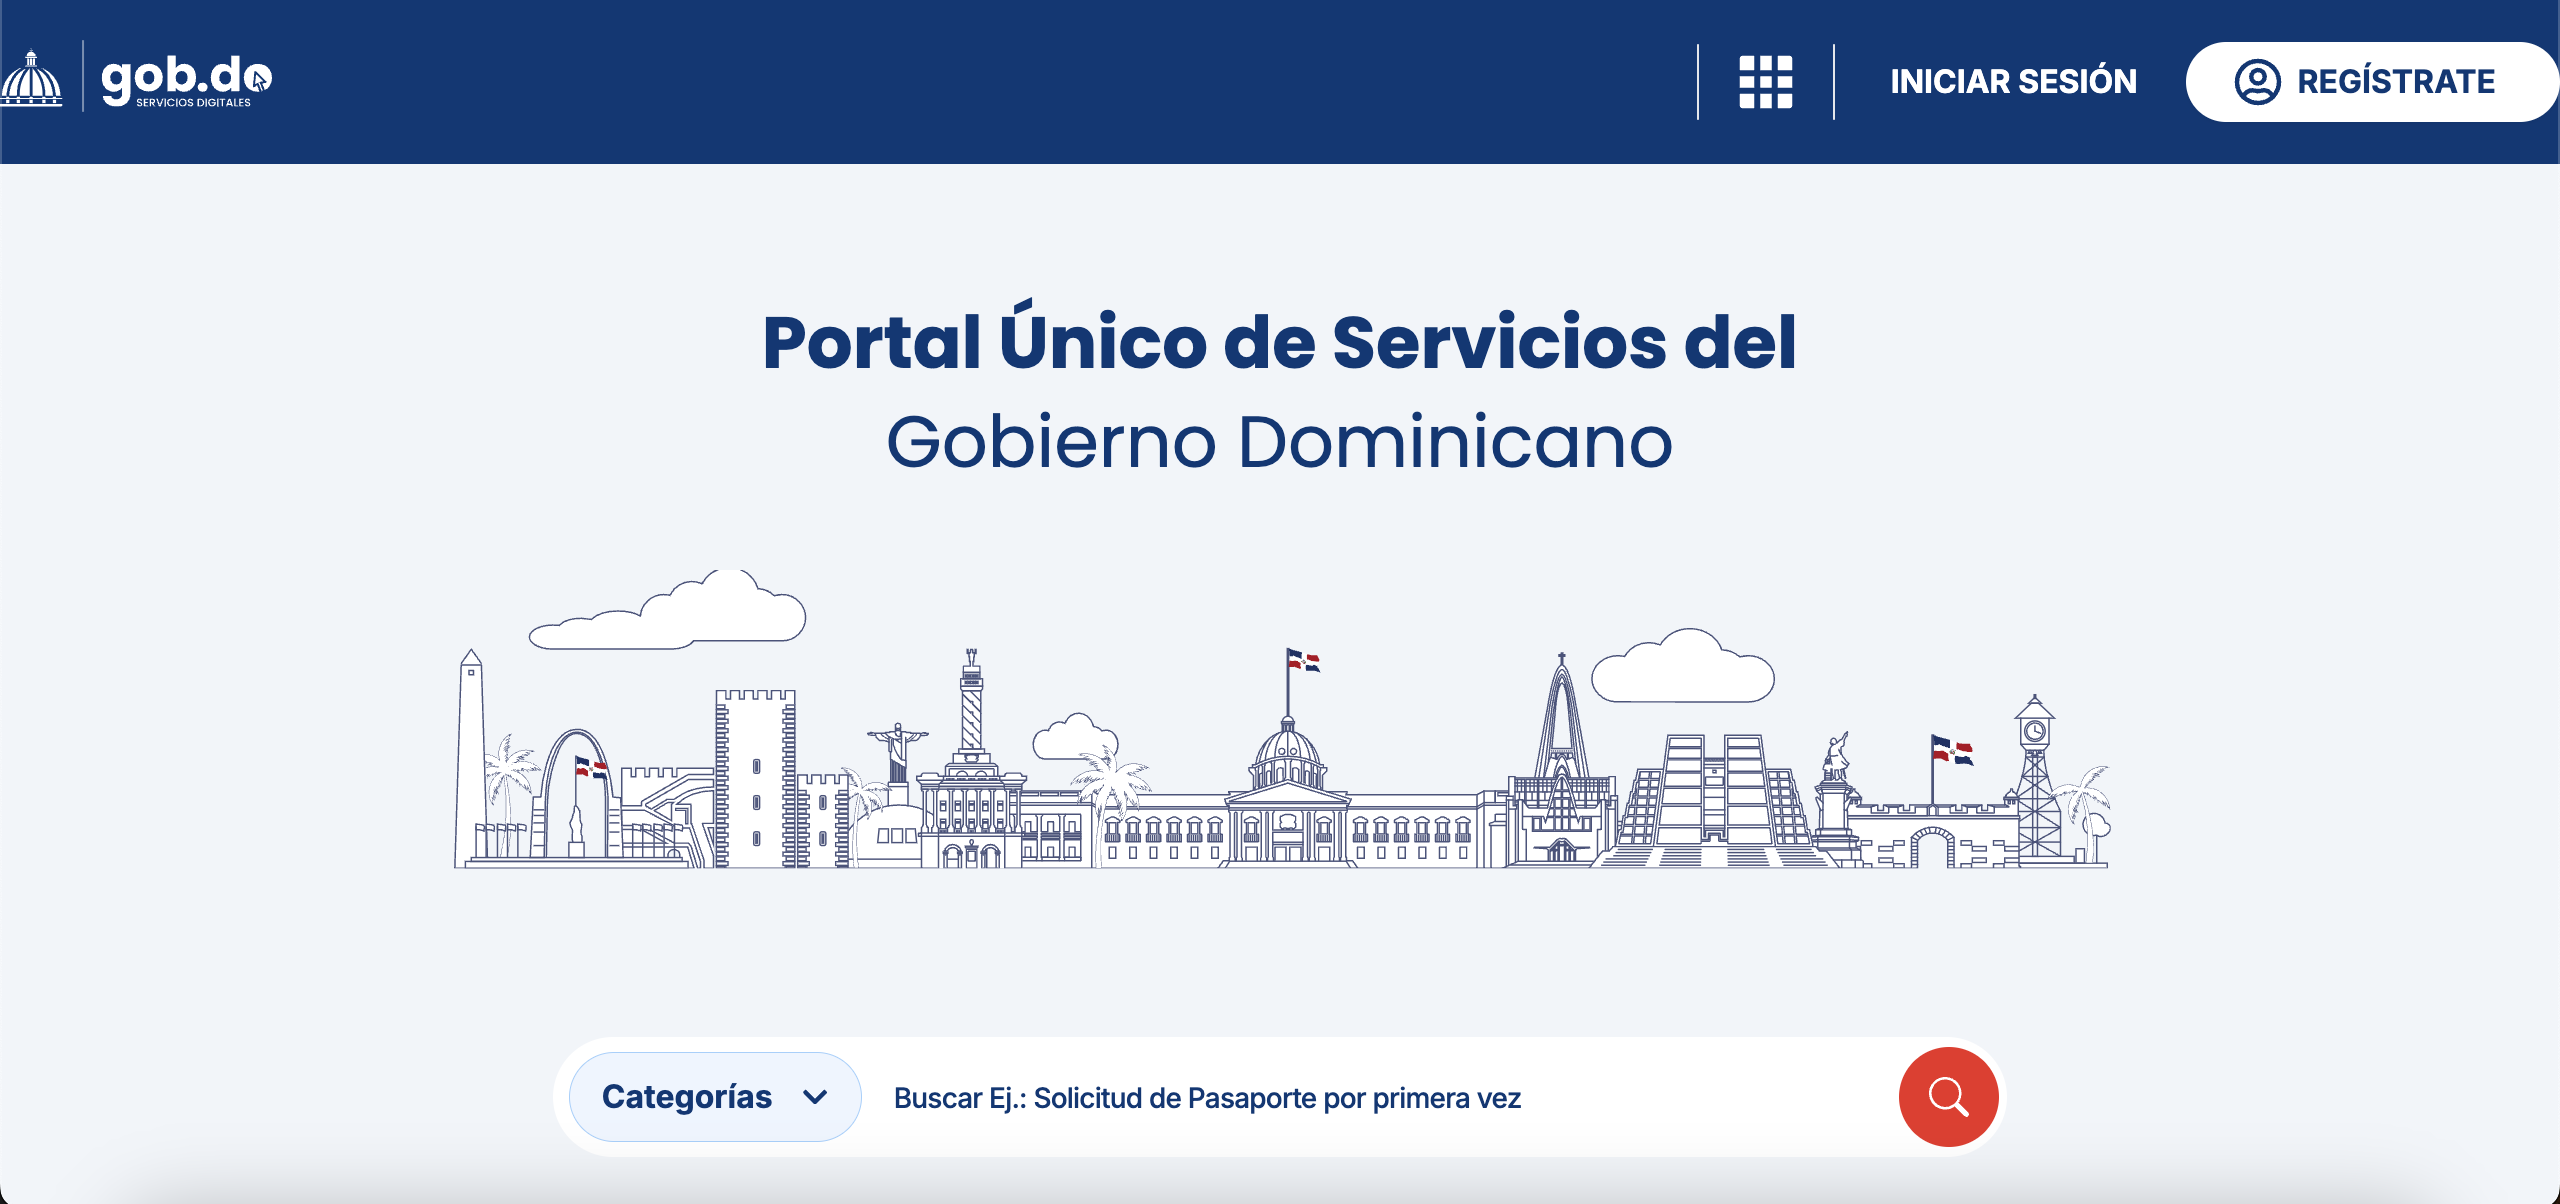 gob.do
SERVICIOS DIGITALES
INICIAR SESIÓN
REGÍSTRATE
Portal Único de Servicios del
Gobierno Dominicano
Categorías
Buscar Ej.: Solicitud de Pasaporte por primera vez